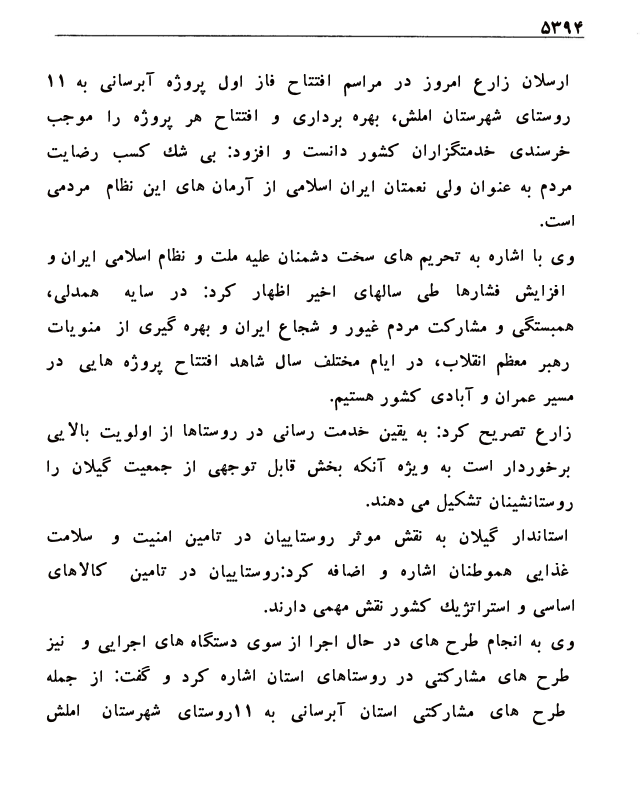 ۵۳۹۴
ارسلان زارع امروز در مراسم افتتاح فاز اول پروژه آبرسانی به ۱۱
روستای شهرستان املش، بهره برداری و افتتاح هر پروژه را موجب
خرسندی خدمتگزاران کشور دانست و افزود: بی شك کسب رضایت
مردم به عنوان ولی نعمتان ایران اسلامی از آرمان های این نظام مردمی
است.
وی با اشاره به تحریم های سخت دشمنان علیه ملت و نظام اسلامی ایران و
افزایش فشارها طی سالهای اخیر اظهار کرد: در سایه همدلی،
همبستگی و مشارکت مردم غیور و شجاع ایران و بهره گیری از منویات
رهبر معظم انقلاب، در ایام مختلف سال شاهد افتتاح پروژه هایی در
مسیر عمران و آبادی کشور هستیم.
زارع تصریح کرد: به یقین خدمت رسانی در روستاها از اولویت بالایی
برخوردار است به ویژه آنکه بخش قابل توجهی از جمعیت گیلان را
روستانشینان تشکیل می دهند.
استاندار گیلان به نقش موثر روستاییان در تامین امنیت و سلامت
غذایی هموطنان اشاره و اضافه کرد:روستاییان در تامین کالاهای
اساسی و استراتژیك کشور نقش مهمی دارند.
وی به انجام طرح های در حال اجرا از سوی دستگاه های اجرایی و نیز
طرح های مشارکتی در روستاهای استان اشاره کرد و گفت: از جمله
طرح های مشارکتی استان آبرسانی به ۱۱روستای شهرستان املش